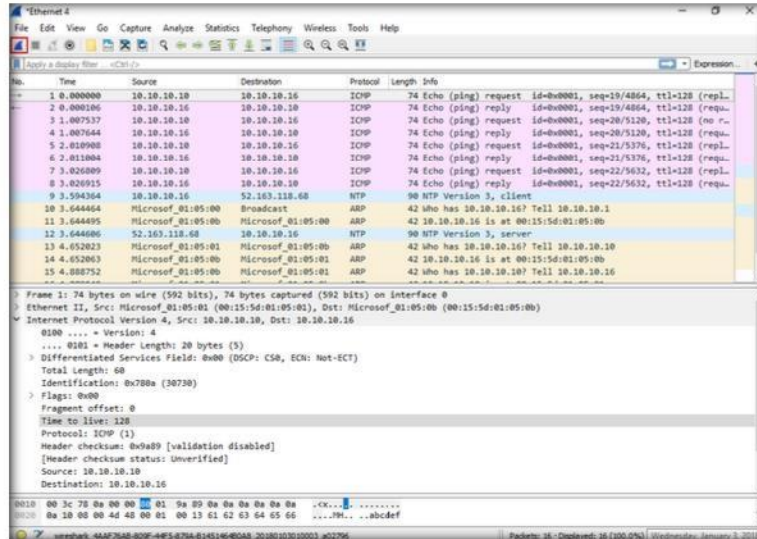 *Ethernet 4
File Edit View Go Capture Analyze Statistics Telephony Wireless Tools Help
Apply a display filter ... <Ctrl-/> Expression...
No. Time Source Destination Protocol Length Info
1 0.000000 10.10.10.10 10.10.10.16 ICMP 74 Echo (ping) request id=0x0001, seq=19/4864, ttl=128 (repl…
2 0.000106 10.10.10.16 10.10.10.10 ICMP 74 Echo (ping) reply id=0x0001, seq=19/4864, ttl=128 (requ…
3 1.007537 10.10.10.10 10.10.10.16 ICMP 74 Echo (ping) request id=0x0001, seq=20/5120, ttl=128 (no r…
4 1.007644 10.10.10.16 10.10.10.10 ICMP 74 Echo (ping) reply id=0x0001, seq=20/5120, ttl=128 (requ…
5 2.010908 10.10.10.10 10.10.10.16 ICMP 74 Echo (ping) request id=0x0001, seq=21/5376, ttl=128 (repl…
6 2.011004 10.10.10.16 10.10.10.10 ICMP 74 Echo (ping) reply id=0x0001, seq=21/5376, ttl=128 (requ…
7 3.026809 10.10.10.10 10.10.10.16 ICMP 74 Echo (ping) request id=0x0001, seq=22/5632, ttl=128 (repl…
8 3.026915 10.10.10.16 10.10.10.10 ICMP 74 Echo (ping) reply id=0x0001, seq=22/5632, ttl=128 (requ…
9 3.594364 10.10.10.16 52.163.118.68 NTP 90 NTP Version 3, client
10 3.644464 Microsof_01:05:00 Broadcast ARP 42 Who has 10.10.10.16? Tell 10.10.10.1
11 3.644495 Microsof_01:05:0b Microsof_01:05:00 ARP 42 10.10.10.16 is at 00:15:5d:01:05:0b
12 3.644606 52.163.118.68 10.10.10.16 NTP 90 NTP Version 3, server
13 4.652023 Microsof_01:05:01 Microsof_01:05:0b ARP 42 Who has 10.10.10.16? Tell 10.10.10.10
14 4.652063 Microsof_01:05:0b Microsof_01:05:01 ARP 42 10.10.10.16 is at 00:15:5d:01:05:0b
15 4.888752 Microsof_01:05:0b Microsof_01:05:01 ARP 42 Who has 10.10.10.10? Tell 10.10.10.16
> Frame 1: 74 bytes on wire (592 bits), 74 bytes captured (592 bits) on interface 0
> Ethernet II, Src: Microsof_01:05:01 (00:15:5d:01:05:01), Dst: Microsof_01:05:0b (00:15:5d:01:05:0b)
Internet Protocol Version 4, Src: 10.10.10.10, Dst: 10.10.10.16
0100 .... = Version: 4
.... 0101 = Header Length: 20 bytes (5)
> Differentiated Services Field: 0x00 (DSCP: CS0, ECN: Not-ECT)
Total Length: 60
Identification: 0x780a (30730)
> Flags: 0x00
Fragment offset: 0
Time to live: 128
Protocol: ICMP (1)
Header checksum: 0x9a89 [validation disabled]
[Header checksum status: Unverified]
Source: 10.10.10.10
Destination: 10.10.10.16
0010 00 3c 78 0a 00 00 80 01 9a 89 0a 0a 0a 0a 0a 0a .<x..... ........
0020 0a 10 08 00 4d 48 00 01 00 13 61 62 63 64 65 66 ....MH.. ..abcdef
Packets: 16 · Displayed: 16 (100.0%) Wednesday, January 3, 201